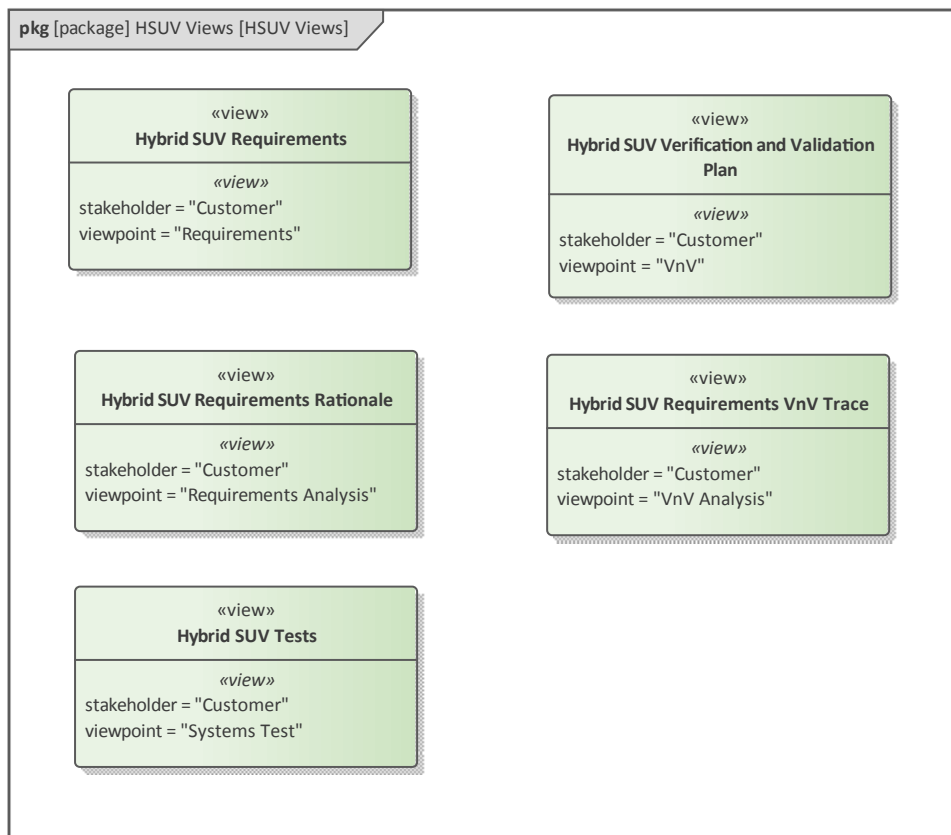 pkg [package] HSUV Views [HSUV Views]
«view»
Hybrid SUV Requirements
«view»
stakeholder = "Customer"
viewpoint = "Requirements"
«view»
Hybrid SUV Verification and Validation
Plan
«view»
stakeholder = "Customer"
viewpoint = "VnV"
«view»
Hybrid SUV Requirements Rationale
«view»
stakeholder = "Customer"
viewpoint = "Requirements Analysis"
«view»
Hybrid SUV Requirements VnV Trace
«view»
stakeholder = "Customer"
viewpoint = "VnV Analysis"
«view»
Hybrid SUV Tests
«view»
stakeholder = "Customer"
viewpoint = "Systems Test"